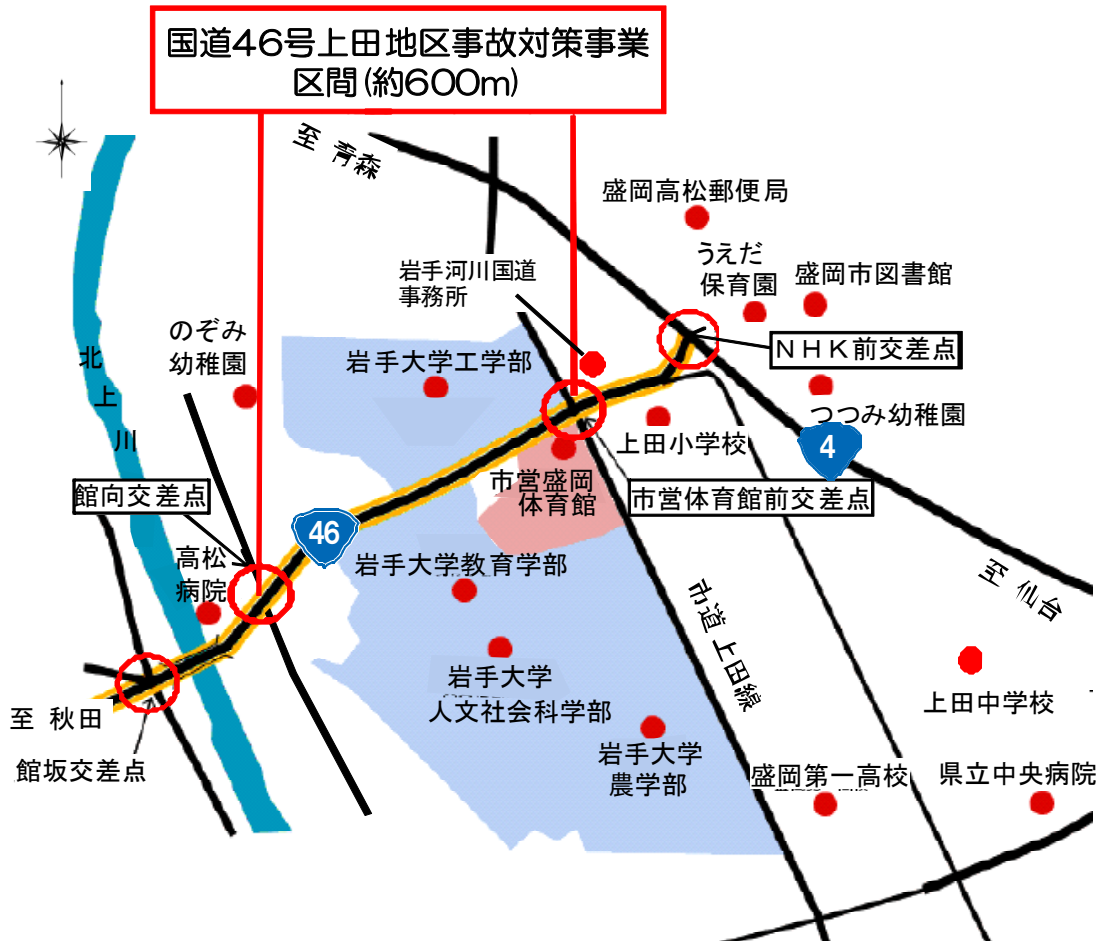 国道46号上田地区事故対策事業
区間(約600m)
至 青森
盛岡高松郵便局
うえだ
保育園
盛岡市図書館
岩手河川国道
事務所
のぞみ
幼稚園
岩手大学工学部
NHK前交差点
北上川
つつみ幼稚園
上田小学校
4
市営盛岡
体育館
市営体育館前交差点
館向交差点
46
高松
病院
岩手大学教育学部
至 仙台
市道 上田線
岩手大学
人文社会科学部
上田中学校
至 秋田
館坂交差点
岩手大学
農学部
盛岡第一高校
県立中央病院